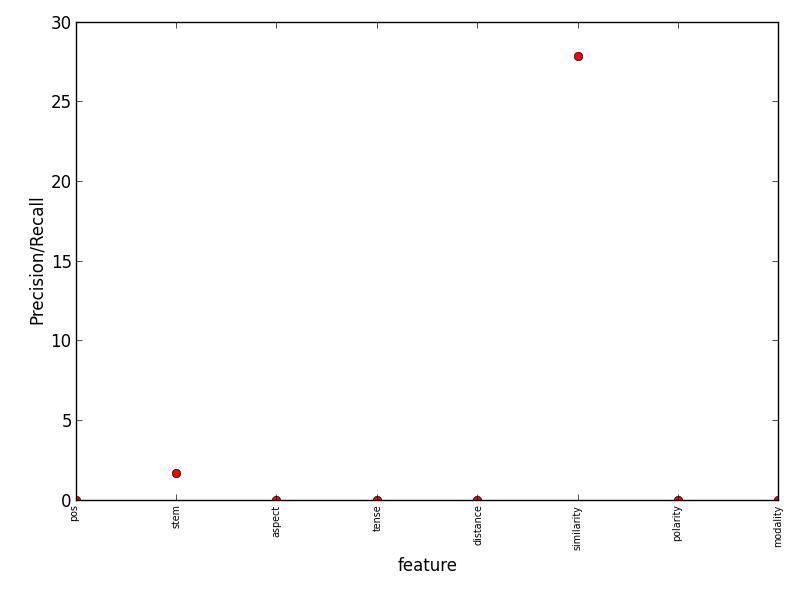 30
25
20
15
10
5
0
Precision/Recall
pos
stem
aspect
tense
distance
similarity
polarity
modality
feature